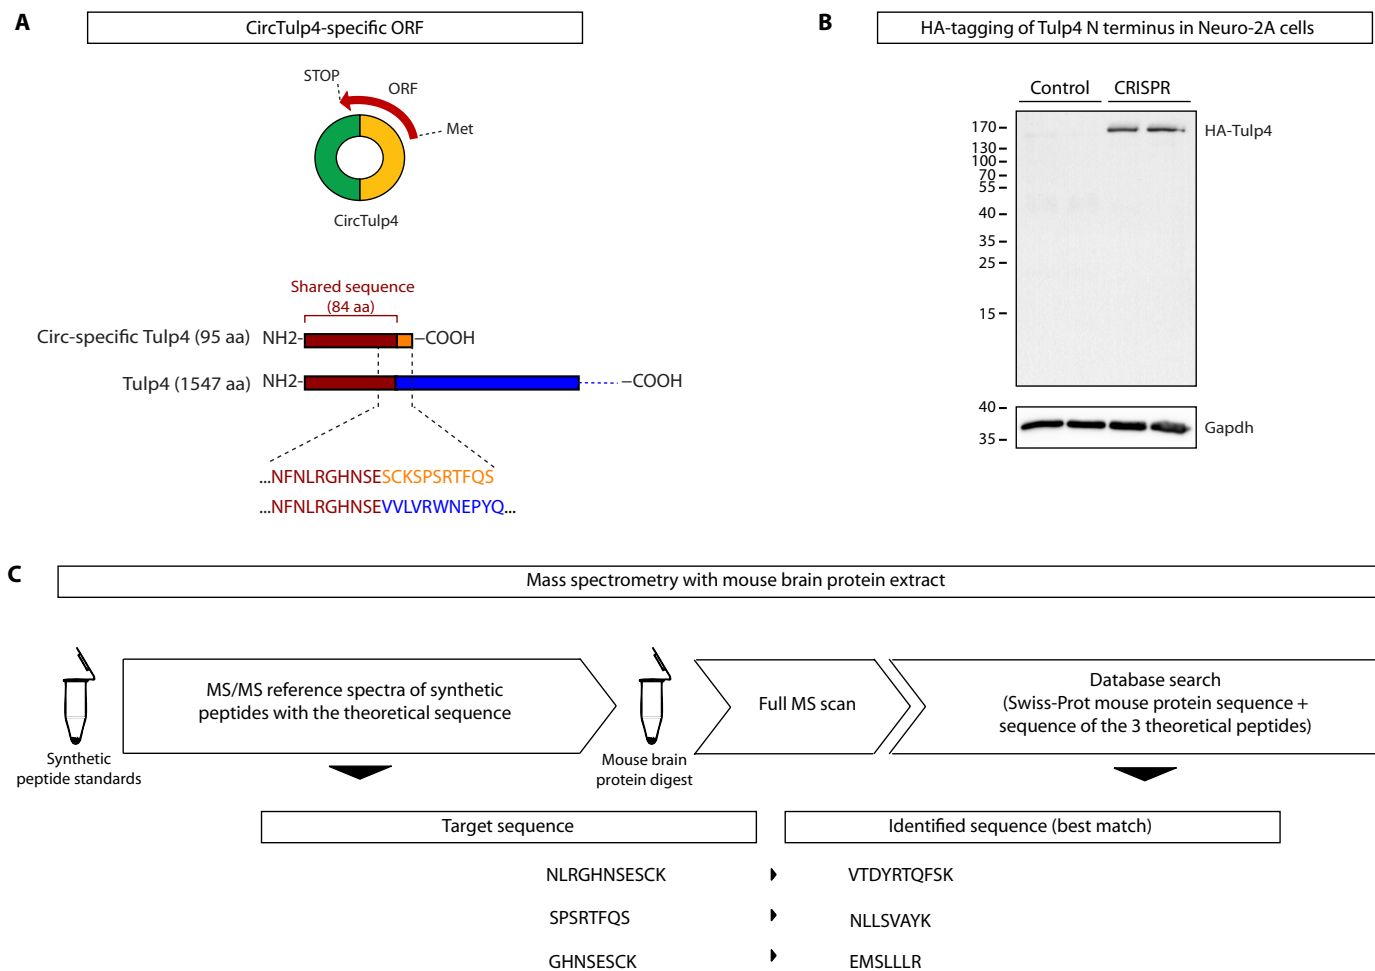 A
CircTulp4-specific ORF
STOP
ORF
Met
CircTulp4
Shared sequence
(84 aa)
Circ-specific Tulp4 (95 aa) NH2- –COOH
Tulp4 (1547 aa) NH2- –COOH
...NFNLRGHNSESCKSPSRTFQS
...NFNLRGHNSEVVLVRWNEPYQ...
B
HA-tagging of Tulp4 N terminus in Neuro-2A cells
Control CRISPR
170 –
130 –
100 –
70 –
55 –
40 –
35 –
25 –
15 –
HA-Tulp4
40 –
35 –
Gapdh
C
Mass spectrometry with mouse brain protein extract
Synthetic
peptide standards
MS/MS reference spectra of synthetic
peptides with the theoretical sequence
Mouse brain
protein digest
Full MS scan
Database search
(Swiss-Prot mouse protein sequence +
sequence of the 3 theoretical peptides)
Target sequence
Identified sequence (best match)
NLRGHNSESCK VTDYRTQFSK
SPSRTFQS NLLSVAYK
GHNSESCK EMSLLLR